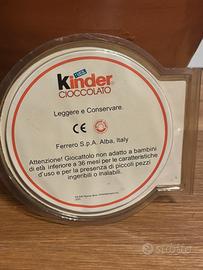 Kinder
CIOCCOLATO
Leggere e Conservare.
CE
Ferrero S.p.A. Alba, Italy
Attenzione! Giocattolo non adatto a bambini
di età inferiore a 36 mesi per le caratteristiche
d'uso e per la presenza di piccoli pezzi
ingeribili o inalabili.
subito